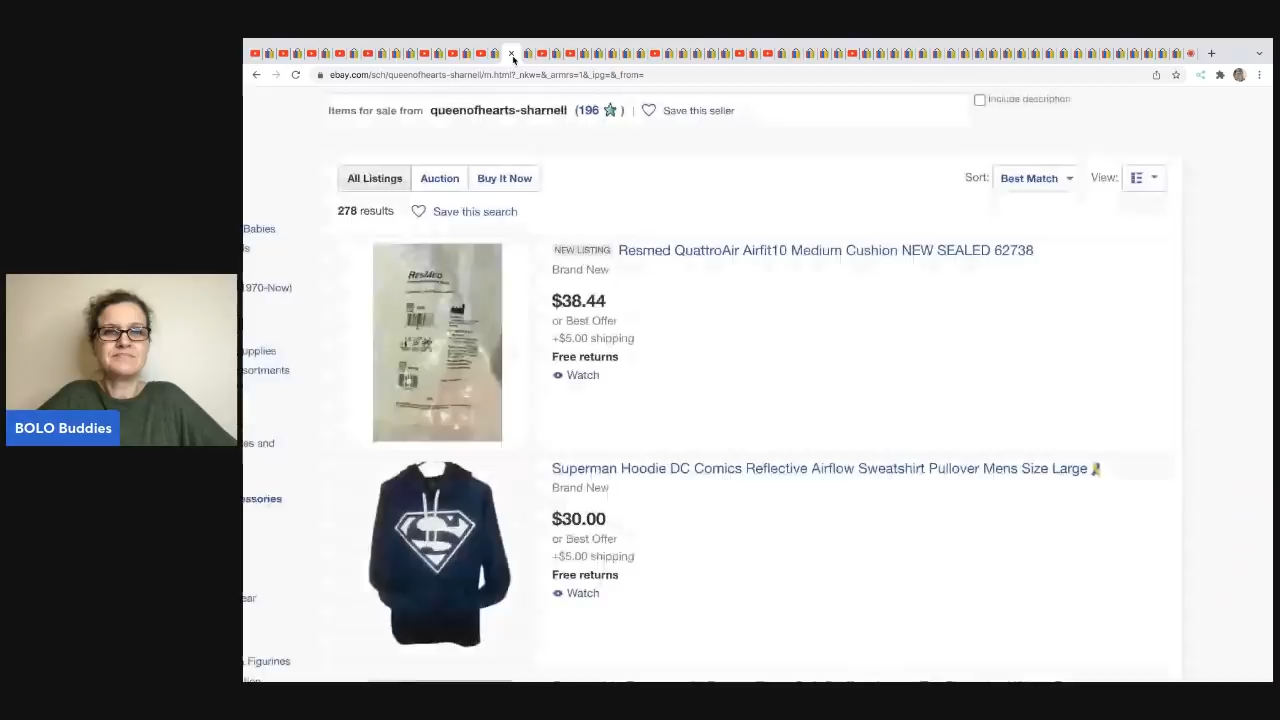 ebay.com/sch/queenofhearts-sharnell/m.html?_nkw=&_armrs=1&_ipg=&_from=
Items for sale from queenofhearts-sharnell (196 ) | Save this seller
Include description
All Listings Auction Buy It Now
Sort: Best Match View:
278 results Save this search
Babies
1970-Now)
upplies
sortments
es and
essories
ear
Figurines
NEW LISTING Resmed QuattroAir Airfit10 Medium Cushion NEW SEALED 62738
Brand New
$38.44
or Best Offer
+$5.00 shipping
Free returns
Watch
ResMed
Superman Hoodie DC Comics Reflective Airflow Sweatshirt Pullover Mens Size Large
Brand New
$30.00
or Best Offer
+$5.00 shipping
Free returns
Watch
BOLO Buddies